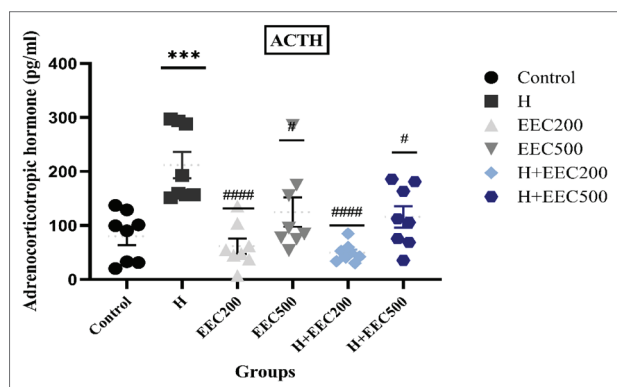 ACTH
Adrenocorticotropic hormone (pg/ml)
400
300
200
100
0
***
####
#
####
#
Control
H
EEC200
EEC500
H+EEC200
H+EEC500
Groups
Control
H
EEC200
EEC500
H+EEC200
H+EEC500